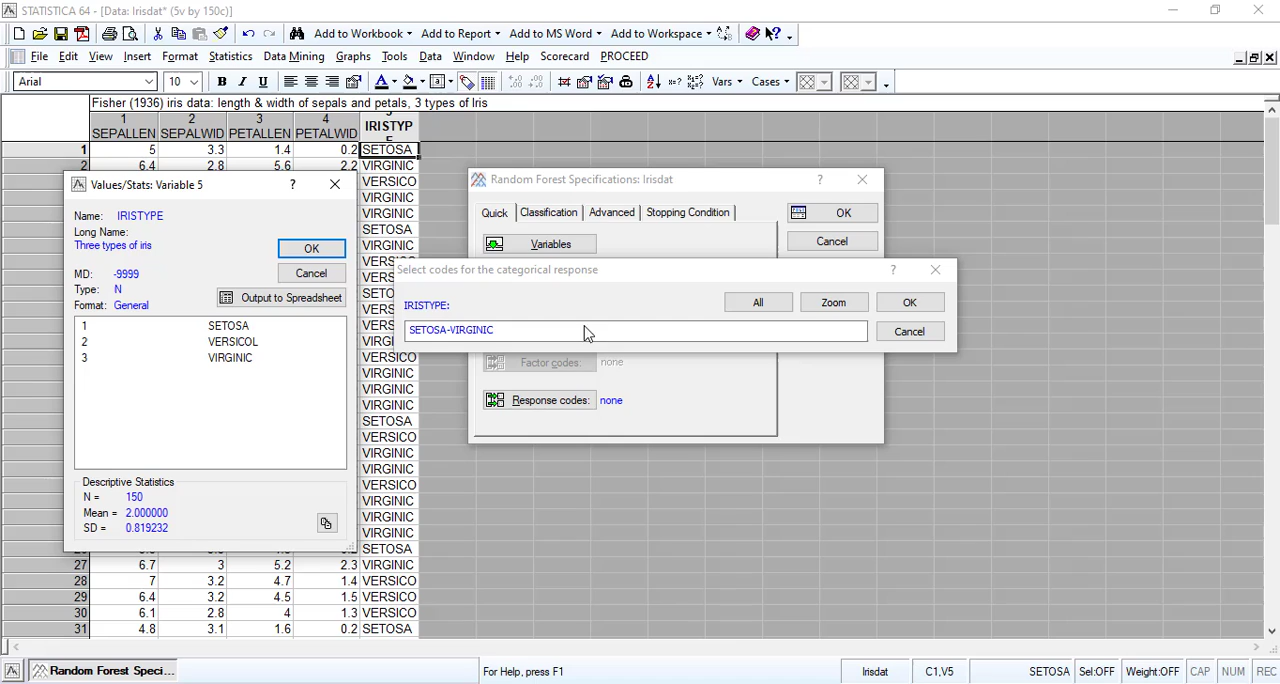 STATISTICA 64 - [Data: Irisdat* (5v by 150c)]
Add to Workbook Add to Report Add to MS Word Add to Workspace
File Edit View Insert Format Statistics Data Mining Graphs Tools Data Window Help Scorecard PROCEED
Arial 10 B I U Vars Cases
Fisher (1936) iris data: length & width of sepals and petals, 3 types of Iris
1 2 3 4
SEPALLEN SEPALWID PETALLEN PETALWID IRISTYP
E
1 5 3.3 1.4 0.2 SETOSA
2 6.4 2.8 5.6 2.2 VIRGINIC
VERSICO
VIRGINIC
VIRGINIC
SETOSA
VIRGINIC
Values/Stats: Variable 5
?
Name: IRISTYPE
Long Name:
Three types of iris
OK
MD: -9999
Cancel
Type: N
Format: General
Output to Spreadsheet
1 SETOSA
2 VERSICOL
3 VIRGINIC
Descriptive Statistics
N = 150
Mean = 2.000000
SD = 0.819232
Random Forest Specifications: Irisdat
?
Quick Classification Advanced Stopping Condition
OK
Variables
Cancel
Select codes for the categorical response
?
IRISTYPE:
All Zoom OK
SETOSA-VIRGINIC
Cancel
Factor codes: none
Response codes: none
VERSICO
VIRGINIC
VIRGINIC
VIRGINIC
SETOSA
VERSICO
VIRGINIC
VIRGINIC
VERSICO
VIRGINIC
VIRGINIC
VIRGINIC
SETOSA
27 6.7 3 5.2 2.3 VIRGINIC
28 7 3.2 4.7 1.4 VERSICO
29 6.4 3.2 4.5 1.5 VERSICO
30 6.1 2.8 4 1.3 VERSICO
31 4.8 3.1 1.6 0.2 SETOSA
Random Forest Speci...
For Help, press F1
Irisdat
C1,V5
SETOSA
Sel:OFF
Weight:OFF
CAP
NUM
REC